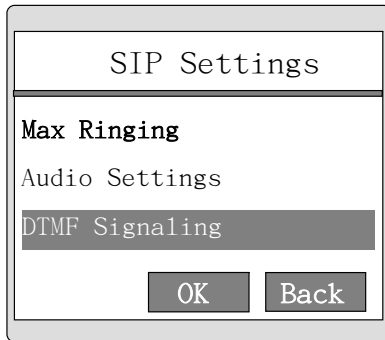 SIP Settings
Max Ringing
Audio Settings
DTMF Signaling
OK Back